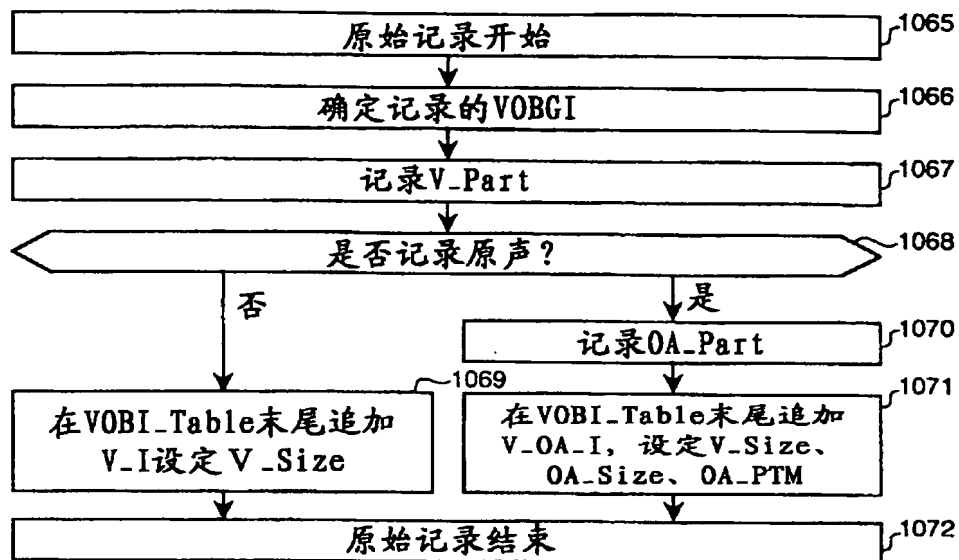 原始记录开始
1065
确定记录的VOBGI
1066
记录V_Part
1067
是否记录原声?
1068
否
是
记录OA_Part
1070
1069
在VOBI_Table末尾追加
V_I设定V_Size
1071
在VOBI_Table末尾追加
V_OA_I, 设定V_Size、
OA_Size、OA_PTM
原始记录结束
1072